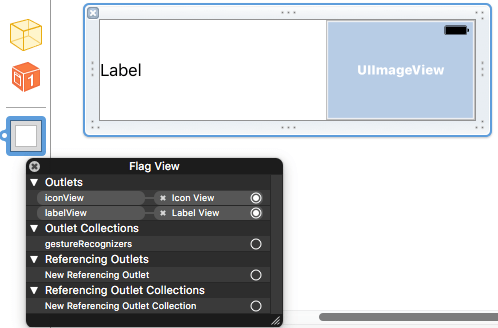 Label
UIImageView
Flag View
Outlets
iconView Icon View
labelView Label View
Outlet Collections
gestureRecognizers
Referencing Outlets
New Referencing Outlet
Referencing Outlet Collections
New Referencing Outlet Collection